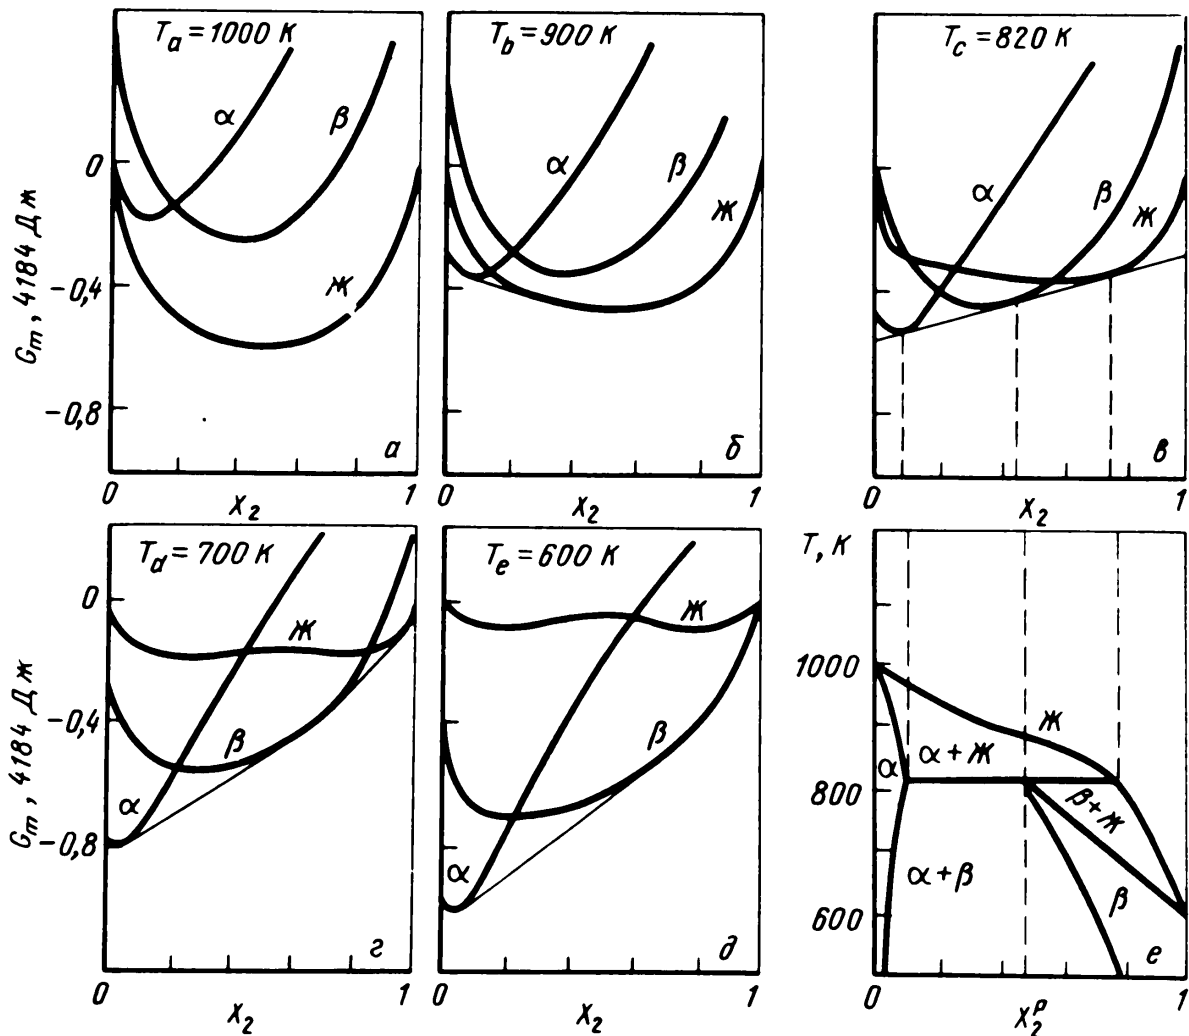 T_a = 1000 K
α
β
ж
0
-0,4
-0,8
G_m, 4184 Дж
а
0
x_2
1
T_b = 900 K
α
β
ж
б
0
x_2
1
T_c = 820 K
α
β
ж
в
0
x_2
1
T_d = 700 K
α
β
ж
0
-0,4
-0,8
G_m, 4184 Дж
г
0
x_2
1
T_e = 600 K
α
β
ж
д
0
x_2
1
T, K
1000
800
600
ж
α
α + ж
β + ж
α + β
β
е
0
x_2^P
1